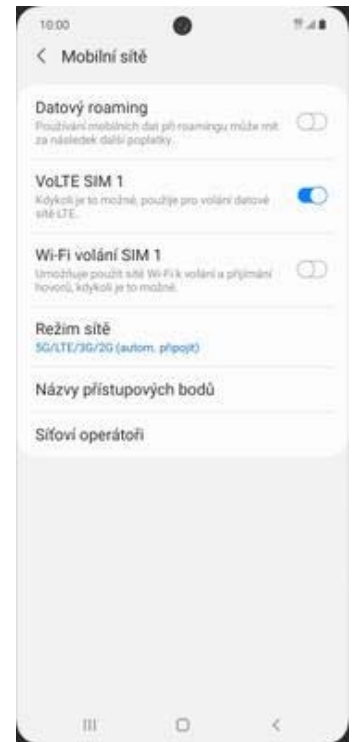 10:00
Mobilní sítě
Datový roaming
Používání mobilních dat při roamingu může mít
za následek další poplatky.
VoLTE SIM 1
Kdykoli je to možné, použije pro volání datové
sítě LTE.
Wi-Fi volání SIM 1
Umožňuje použít sítě Wi-Fi k volání a přijímání
hovorů, kdykoli je to možné.
Režim sítě
5G/LTE/3G/2G (autom. připojit)
Názvy přístupových bodů
Síťoví operátoři